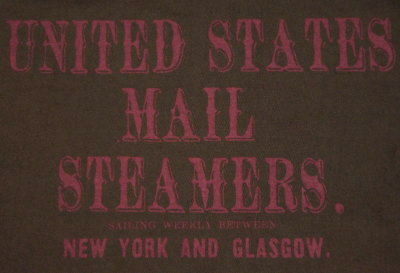 UNITED STATES
MAIL
STEAMERS.
SAILING WEEKLY BETWEEN
NEW YORK AND GLASGOW.